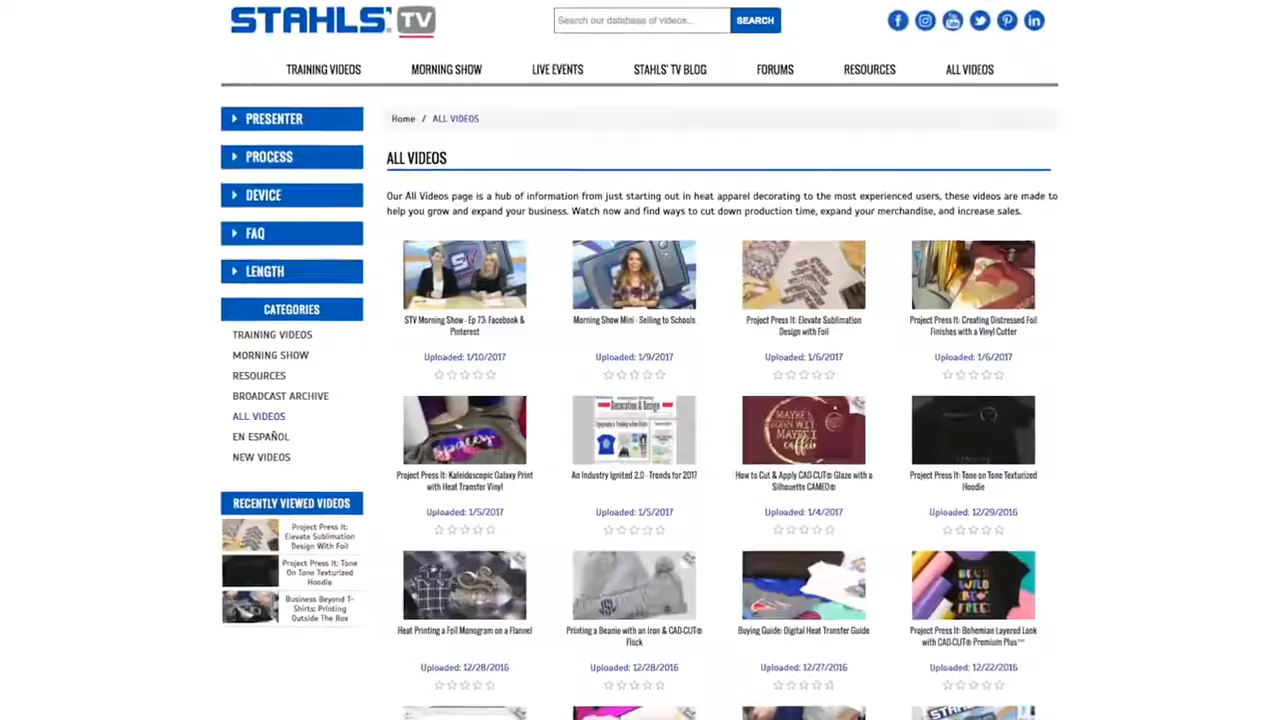 STAHLS' TV
Search our database of videos...
SEARCH
TRAINING VIDEOS
MORNING SHOW
LIVE EVENTS
STAHLS' TV BLOG
FORUMS
RESOURCES
ALL VIDEOS
PRESENTER
PROCESS
DEVICE
FAQ
LENGTH
CATEGORIES
TRAINING VIDEOS
MORNING SHOW
RESOURCES
BROADCAST ARCHIVE
ALL VIDEOS
EN ESPAÑOL
NEW VIDEOS
RECENTLY VIEWED VIDEOS
Project Press It:
Elevate Sublimation
Design With Foil
Project Press It: Tone
On Tone Texturized
Hoodie
Business Beyond T-
Shirts: Printing
Outside The Box
Home / ALL VIDEOS
ALL VIDEOS
Our All Videos page is a hub of information from just starting out in heat apparel decorating to the most experienced users, these videos are made to
help you grow and expand your business. Watch now and find ways to cut down production time, expand your merchandise, and increase sales.
STV Morning Show - Ep 73: Facebook &
Pinterest
Uploaded: 1/10/2017
Morning Show Mini - Selling to Schools
Uploaded: 1/9/2017
Project Press It: Elevate Sublimation
Design with Foil
Uploaded: 1/6/2017
Project Press It: Creating Distressed Foil
Finishes with a Vinyl Cutter
Uploaded: 1/6/2017
Project Press It: Kaleidoscopic Galaxy Print
with Heat Transfer Vinyl
Uploaded: 1/5/2017
Decoration & Design
An Industry Ignited 2.0 - Trends for 2017
Uploaded: 1/5/2017
How to Cut & Apply CAD-CUT® Glaze with a
Silhouette CAMEO®
Uploaded: 1/4/2017
Project Press It: Tone on Tone Texturized
Hoodie
Uploaded: 12/29/2016
Heat Printing a Foil Monogram on a Flannel
Uploaded: 12/28/2016
Printing a Beanie with an Iron & CAD-CUT®
Flock
Uploaded: 12/28/2016
Buying Guide: Digital Heat Transfer Guide
Uploaded: 12/27/2016
Project Press It: Bohemian Layered Look
with CAD-CUT® Premium Plus™
Uploaded: 12/22/2016